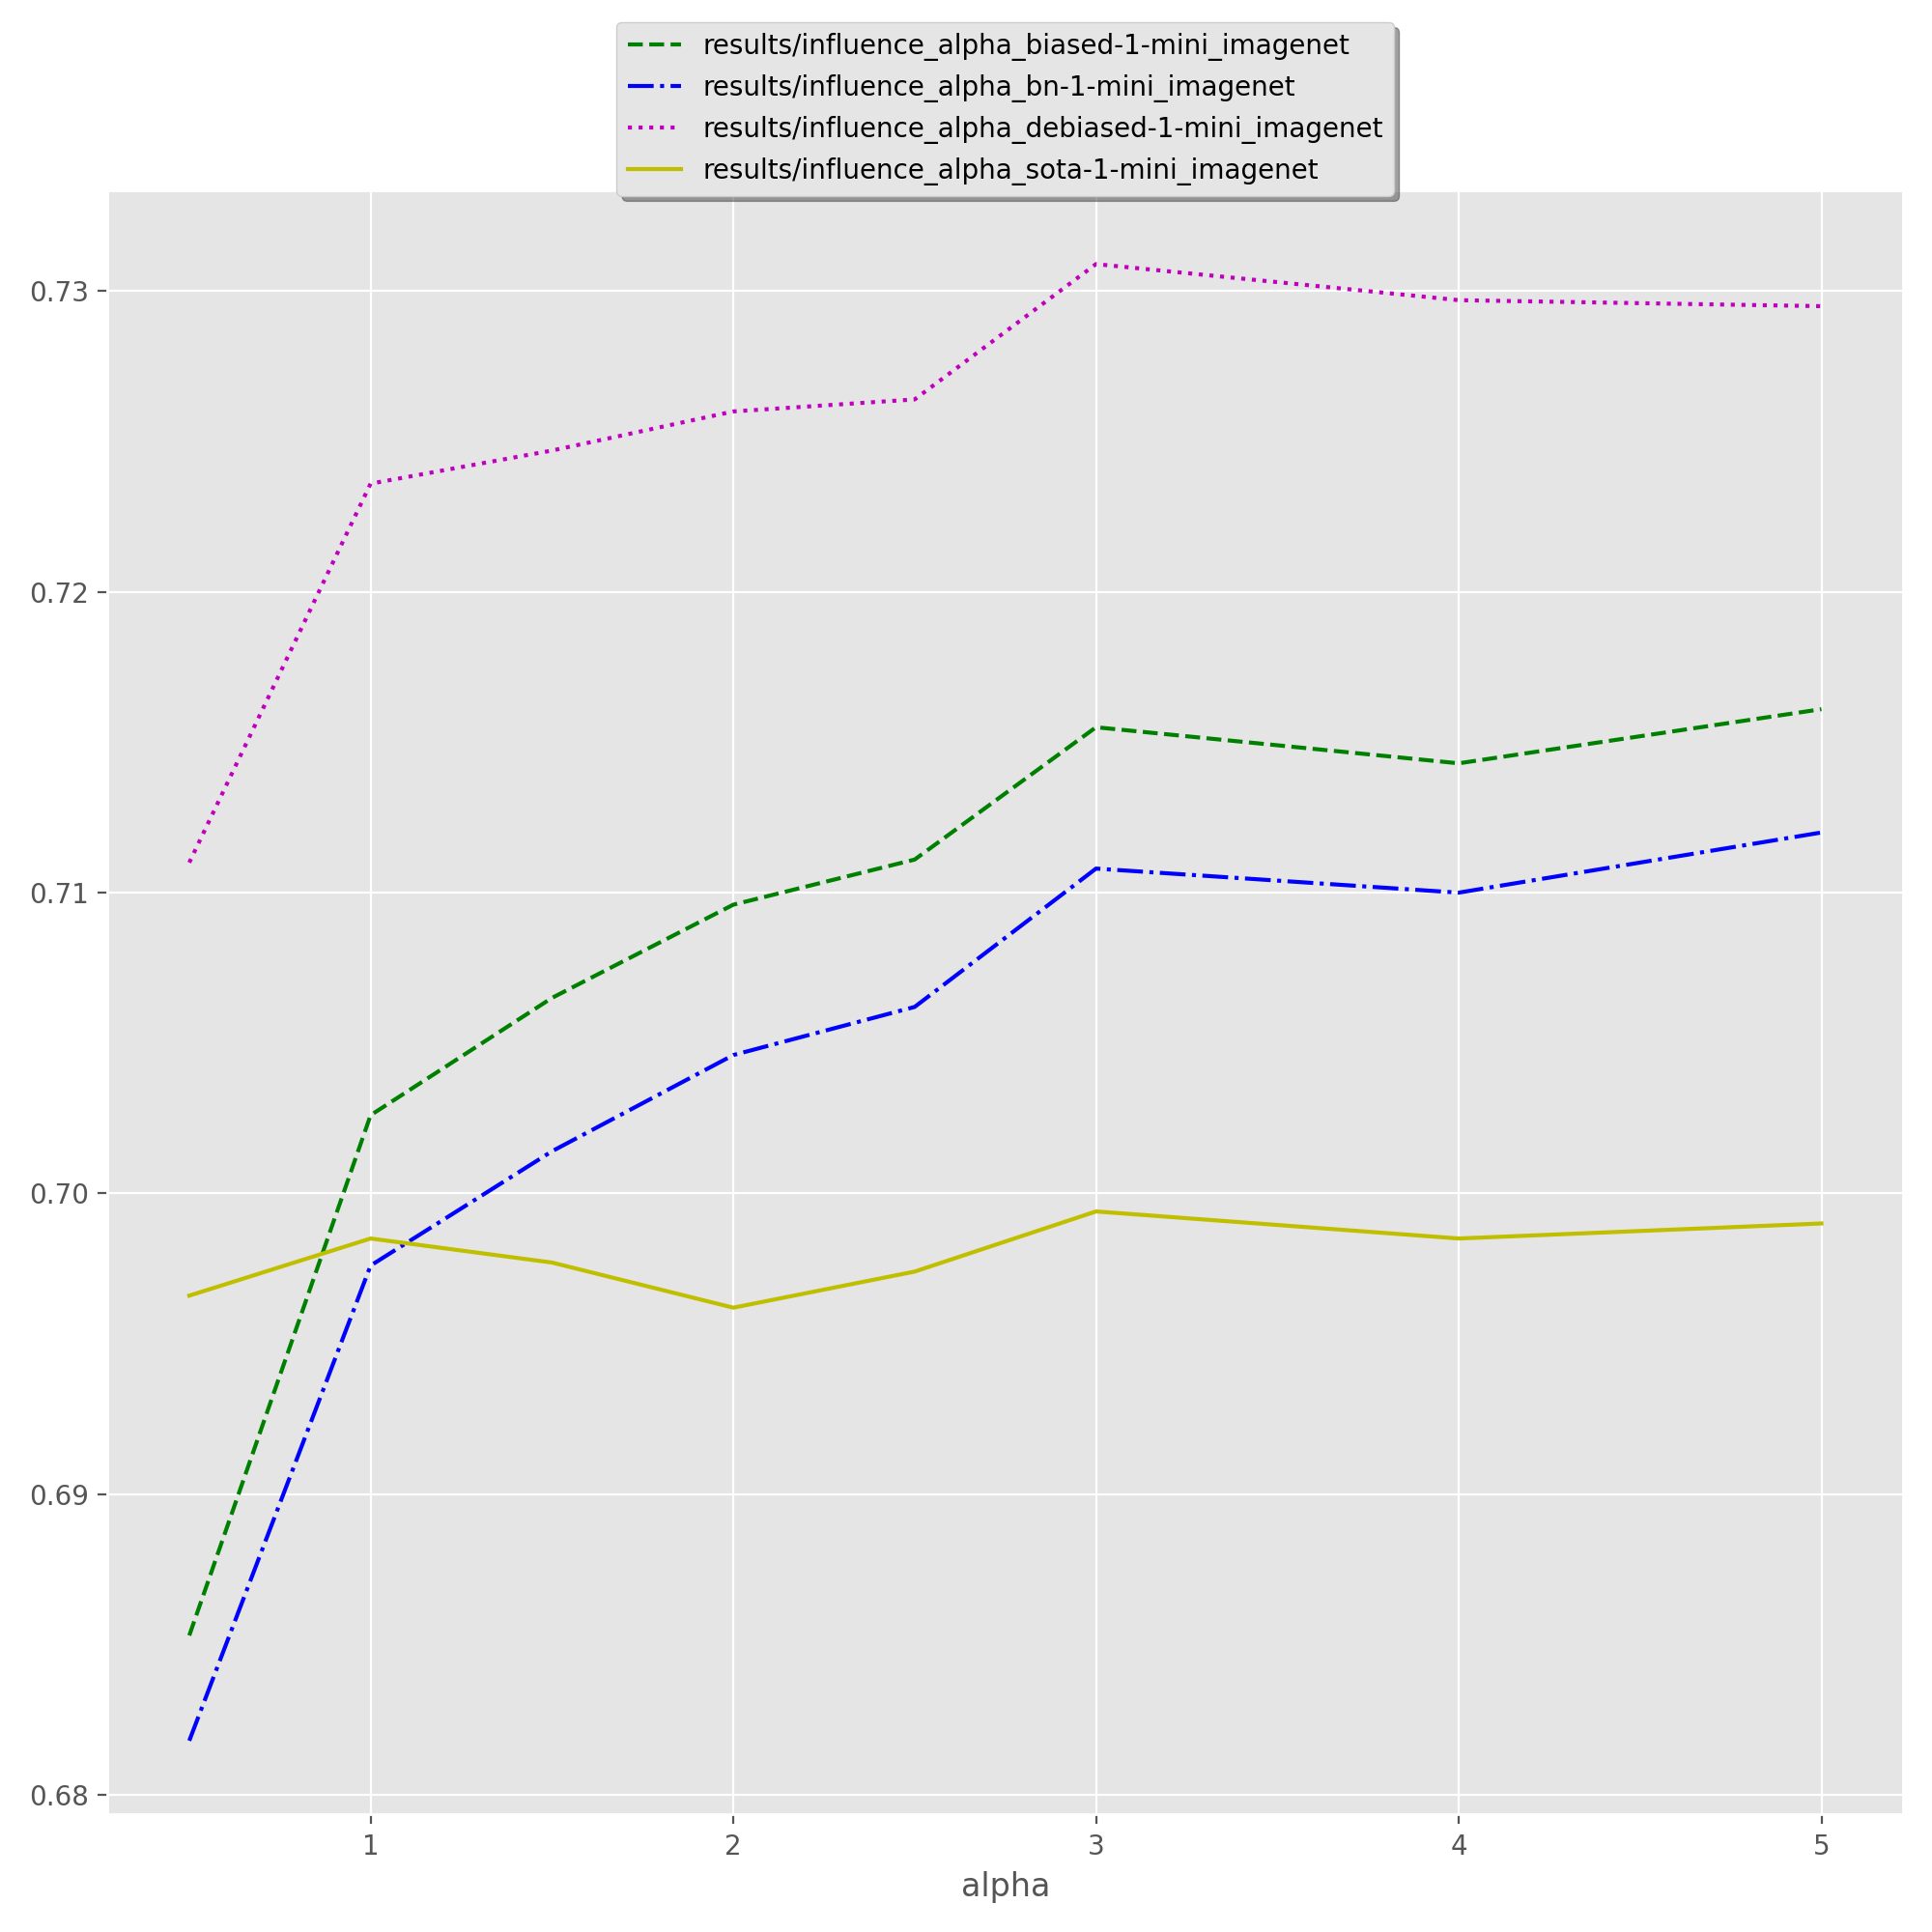 results/influence_alpha_biased-1-mini_imagenet
results/influence_alpha_bn-1-mini_imagenet
results/influence_alpha_debiased-1-mini_imagenet
results/influence_alpha_sota-1-mini_imagenet
0.73
0.72
0.71
0.70
0.69
0.68
1 2 3 4 5
alpha